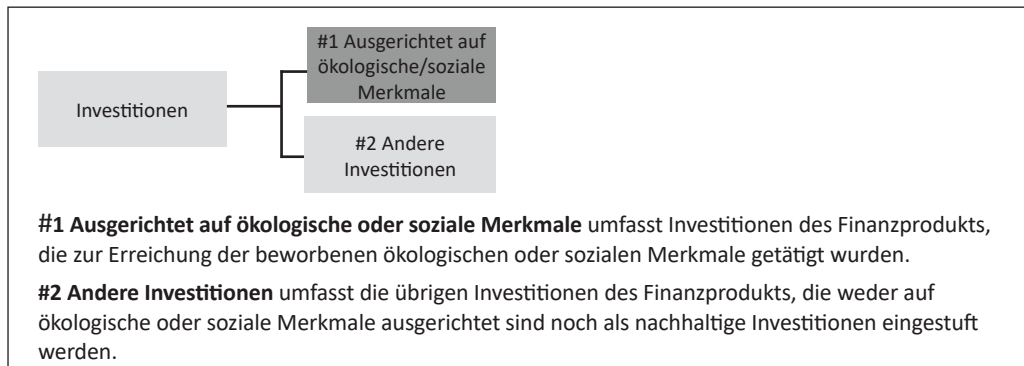 #1 Ausgerichtet auf
ökologische/soziale
Merkmale
Investitionen
#2 Andere
Investitionen
#1 Ausgerichtet auf ökologische oder soziale Merkmale umfasst Investitionen des Finanzprodukts,
die zur Erreichung der beworbenen ökologischen oder sozialen Merkmale getätigt wurden.
#2 Andere Investitionen umfasst die übrigen Investitionen des Finanzprodukts, die weder auf
ökologische oder soziale Merkmale ausgerichtet sind noch als nachhaltige Investitionen eingestuft
werden.